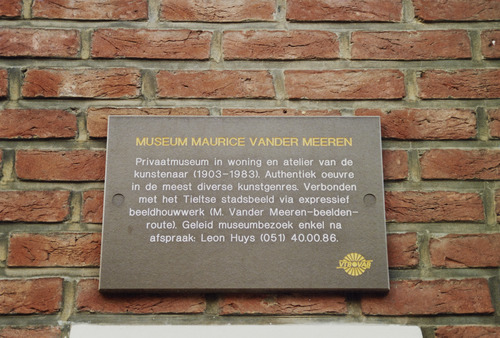 MUSEUM MAURICE VANDER MEEREN
Privaatmuseum in woning en atelier van de
kunstenaar (1903-1983). Authentiek oeuvre
in de meest diverse kunstgenres. Verbonden
met het Tieltse stadsbeeld via expressief
beeldhouwwerk (M. Vander Meeren-beelden-
route). Geleid museumbezoek enkel na
afspraak: Leon Huys (051) 40.00.86.